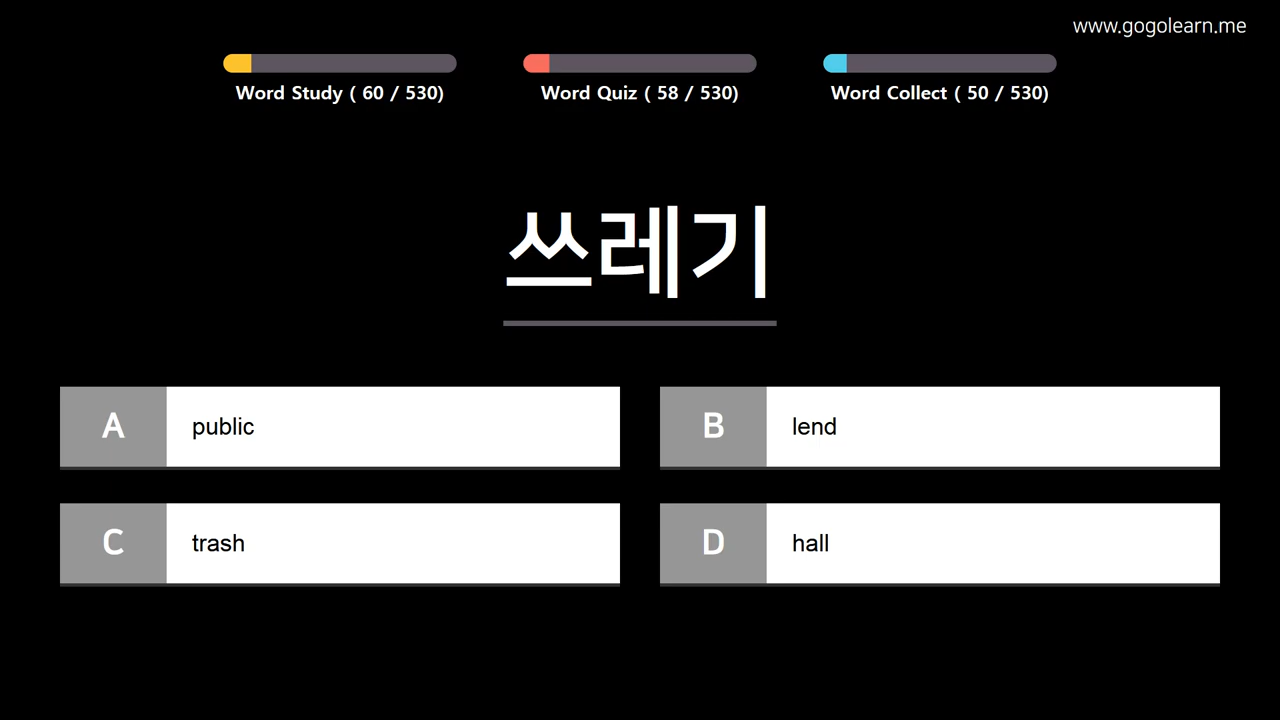 www.gogolearn.me
Word Study ( 60 / 530)
Word Quiz ( 58 / 530)
Word Collect ( 50 / 530)
쓰레기
A public
B lend
C trash
D hall